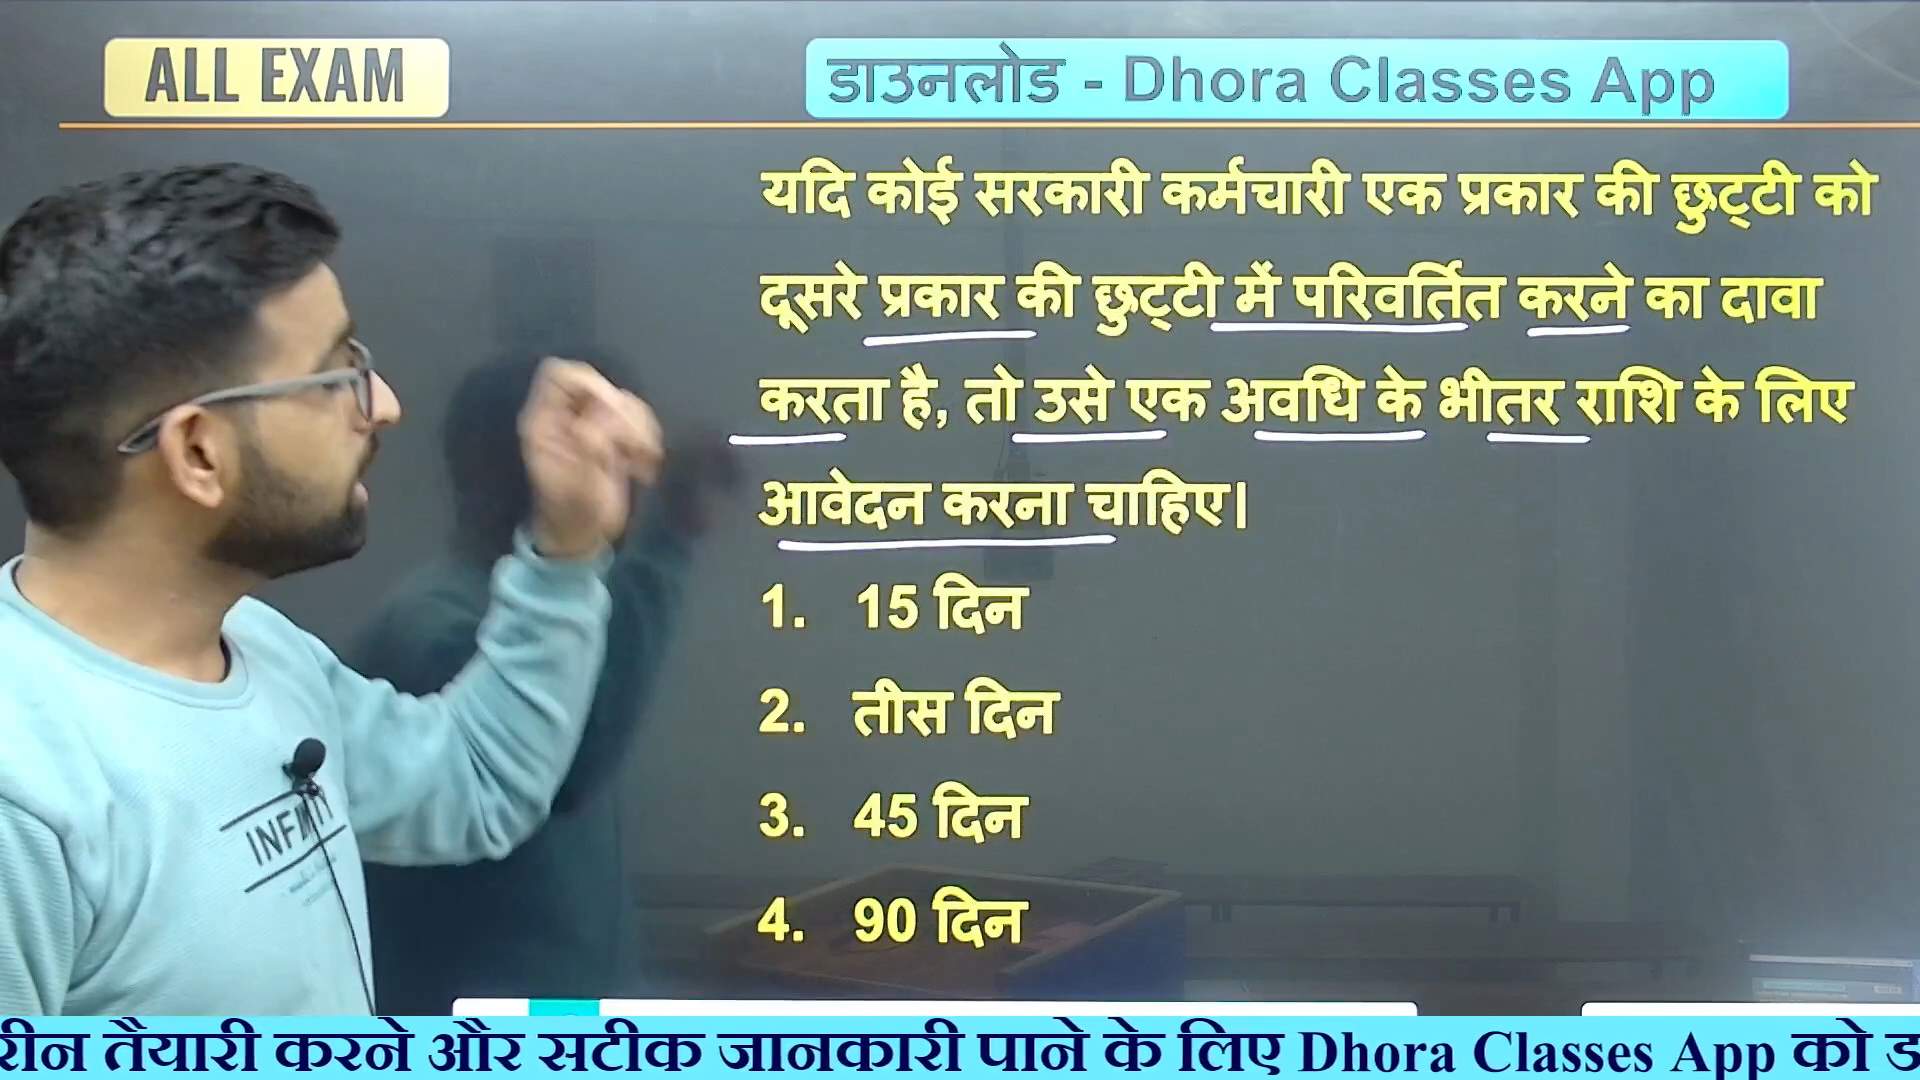 ALL EXAM
डाउनलोड - Dhora Classes App
यदि कोई सरकारी कर्मचारी एक प्रकार की छुट्टी को
दूसरे प्रकार की छुट्टी में परिवर्तित करने का दावा
करता है, तो उसे एक अवधि के भीतर राशि के लिए
आवेदन करना चाहिए।
1. 15 दिन
2. तीस दिन
3. 45 दिन
4. 90 दिन
तैयारी करने और सटीक जानकारी पाने के लिए Dhora Classes App को